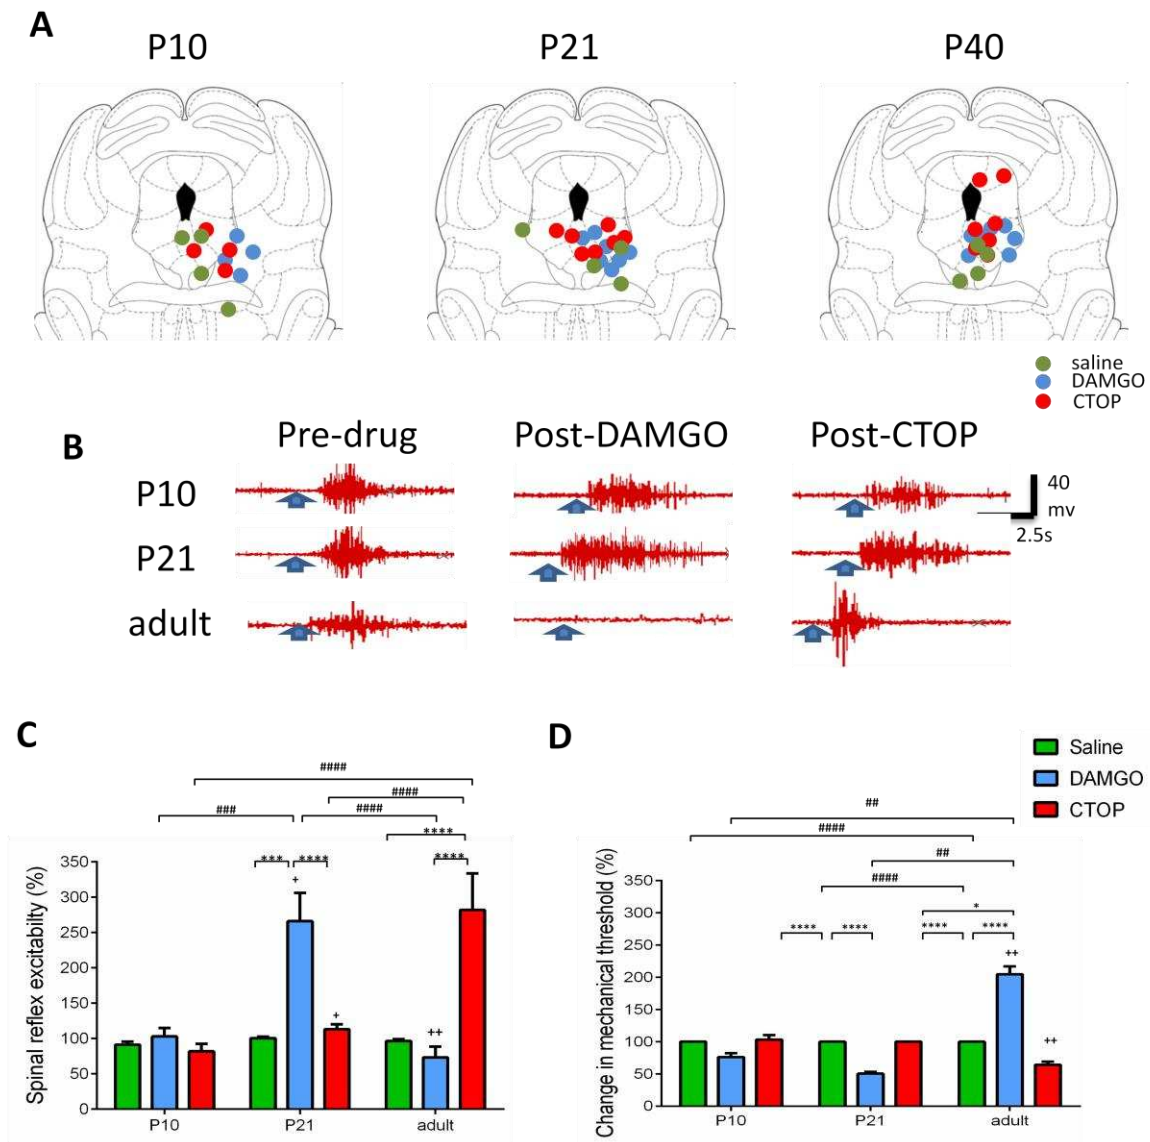 A
P10 P21 P40
saline
DAMGO
CTOP
B
Pre-drug Post-DAMGO Post-CTOP
P10
40
mv
2.5s
P21
adult
C
####
####
### ####
****
*** **** ****
+
+
++
Spinal reflex excitabilty (%)
350
300
250
200
150
100
50
0
P10 P21 adult
D
Saline
DAMGO
CTOP
##
####
##
####
*
**** **** **** ****
++
++
Change in mechanical threshold (%)
350
300
250
200
150
100
50
0
P10 P21 adult